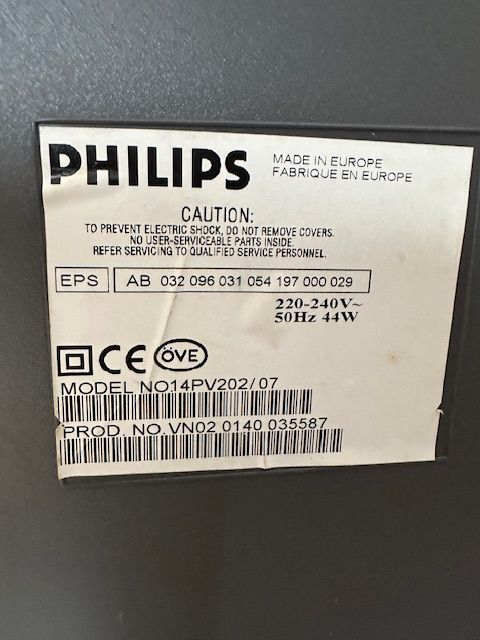 PHILIPS
MADE IN EUROPE
FABRIQUE EN EUROPE
CAUTION:
TO PREVENT ELECTRIC SHOCK, DO NOT REMOVE COVERS.
NO USER-SERVICEABLE PARTS INSIDE.
REFER SERVICING TO QUALIFIED SERVICE PERSONNEL.
EPS AB 032 096 031 054 197 000 029
220-240V~
50Hz 44W
CE ÖVE
MODEL NO14PV202/07
PROD. NO.VN02 0140 035587